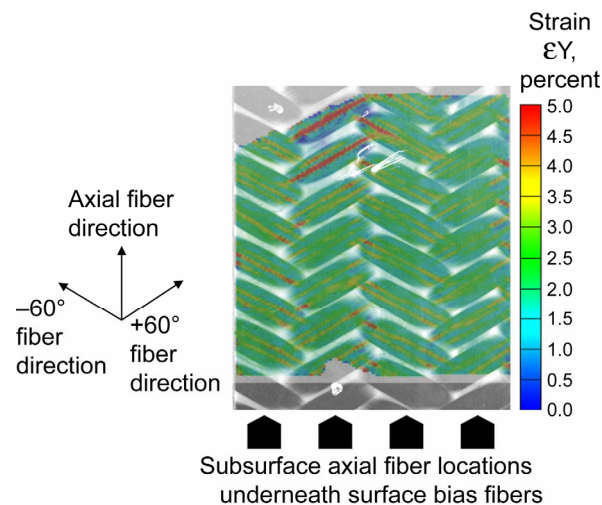 Strain
εY,
percent
5.0
4.5
4.0
3.5
3.0
2.5
2.0
1.5
1.0
0.5
0.0
Axial fiber
direction
–60°
fiber
direction
+60°
fiber
direction
Subsurface axial fiber locations
underneath surface bias fibers